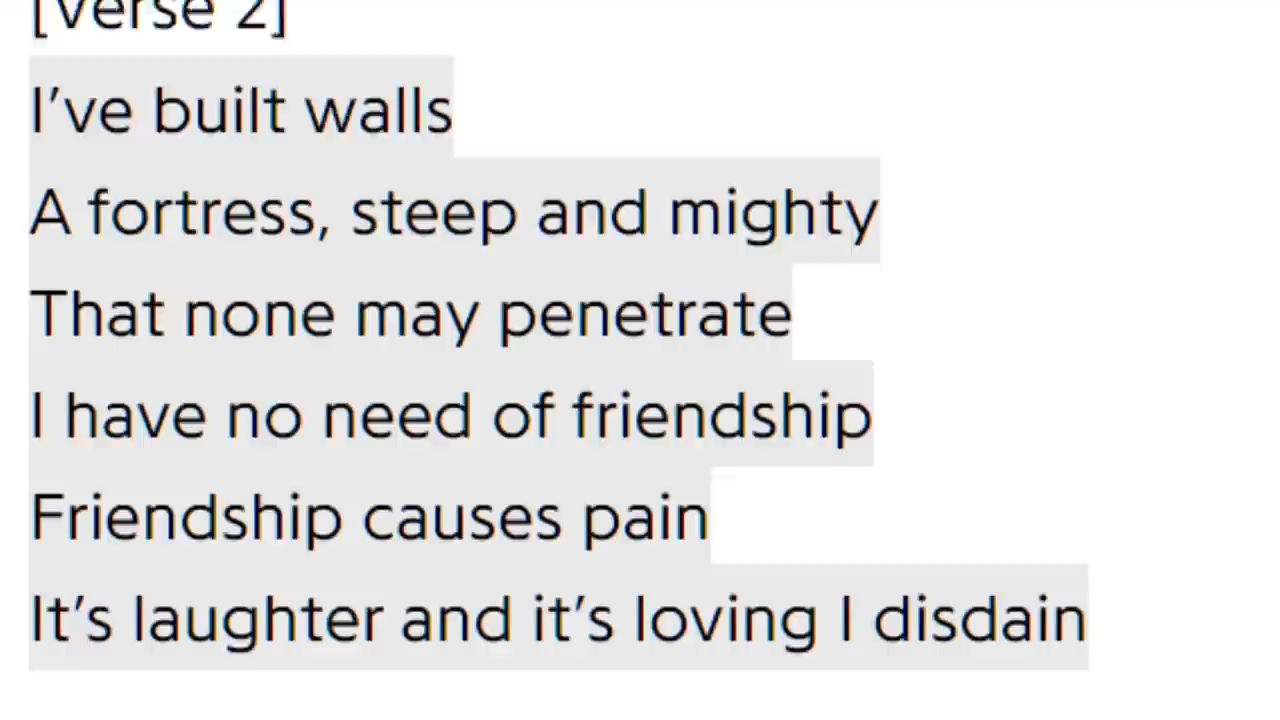 [Verse 2]
I’ve built walls
A fortress, steep and mighty
That none may penetrate
I have no need of friendship
Friendship causes pain
It’s laughter and it’s loving I disdain